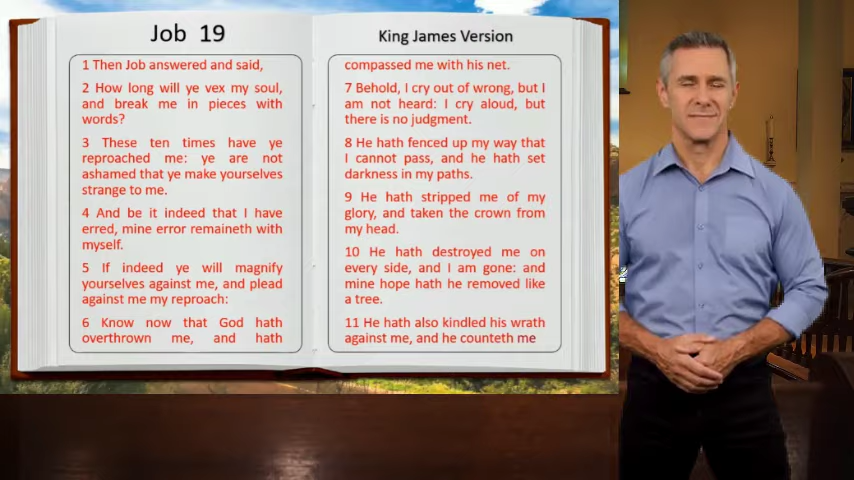 Job 19
1 Then Job answered and said,
2 How long will ye vex my soul,
and break me in pieces with
words?
3 These ten times have ye
reproached me: ye are not
ashamed that ye make yourselves
strange to me.
4 And be it indeed that I have
erred, mine error remaineth with
myself.
5 If indeed ye will magnify
yourselves against me, and plead
against me my reproach:
6 Know now that God hath
overthrown me, and hath
King James Version
compassed me with his net.
7 Behold, I cry out of wrong, but I
am not heard: I cry aloud, but
there is no judgment.
8 He hath fenced up my way that
I cannot pass, and he hath set
darkness in my paths.
9 He hath stripped me of my
glory, and taken the crown from
my head.
10 He hath destroyed me on
every side, and I am gone: and
mine hope hath he removed like
a tree.
11 He hath also kindled his wrath
against me, and he counteth me